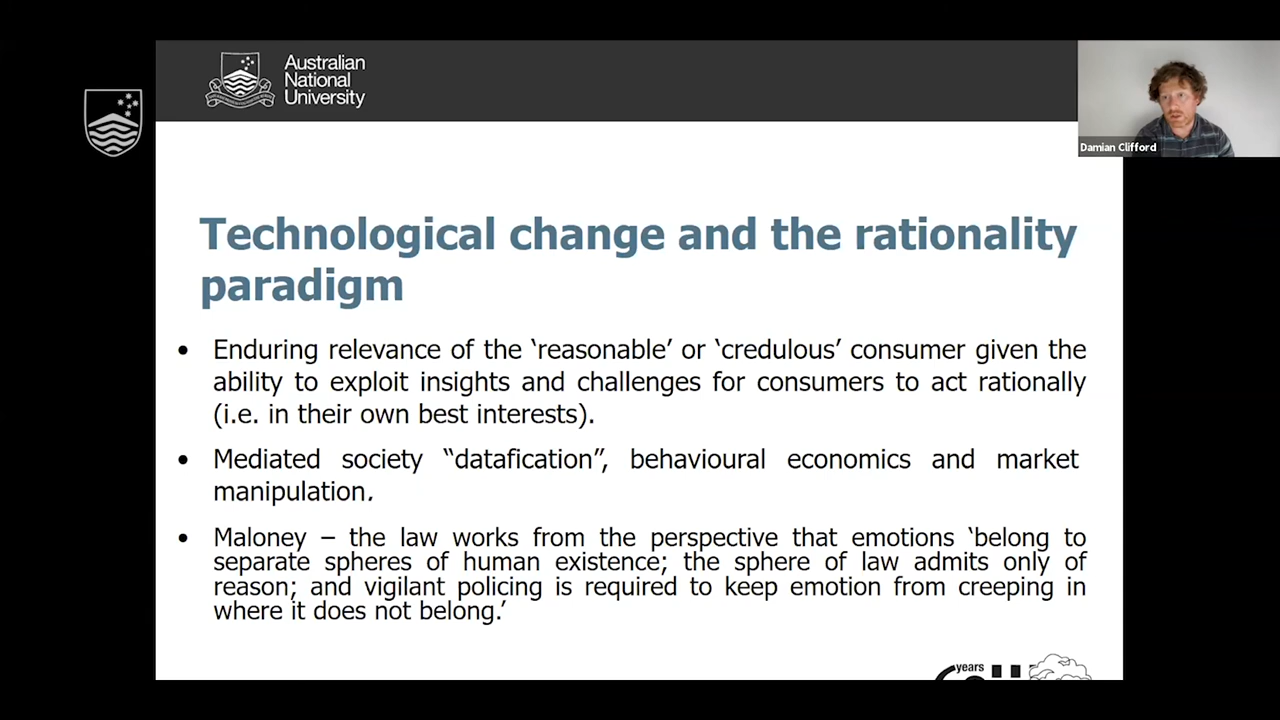 Australian
National
University
Damian Clifford
Technological change and the rationality
paradigm
• Enduring relevance of the ‘reasonable’ or ‘credulous’ consumer given the
ability to exploit insights and challenges for consumers to act rationally
(i.e. in their own best interests).
• Mediated society “datafication”, behavioural economics and market
manipulation.
• Maloney – the law works from the perspective that emotions ‘belong to
separate spheres of human existence; the sphere of law admits only of
reason; and vigilant policing is required to keep emotion from creeping in
where it does not belong.’
years